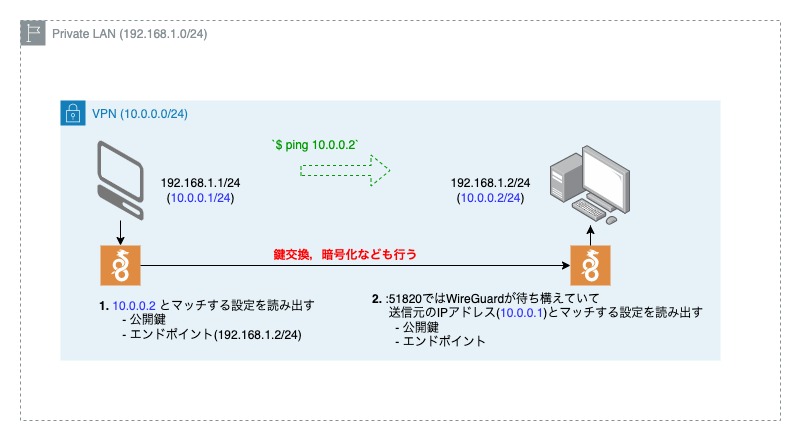 Private LAN (192.168.1.0/24)
VPN (10.0.0.0/24)
`$ ping 10.0.0.2`
192.168.1.1/24
(10.0.0.1/24)
192.168.1.2/24
(10.0.0.2/24)
鍵交換，暗号化なども行う
1. 10.0.0.2 とマッチする設定を読み出す
- 公開鍵
- エンドポイント(192.168.1.2/24)
2. :51820ではWireGuardが待ち構えていて
送信元のIPアドレス(10.0.0.1)とマッチする設定を読み出す
- 公開鍵
- エンドポイント